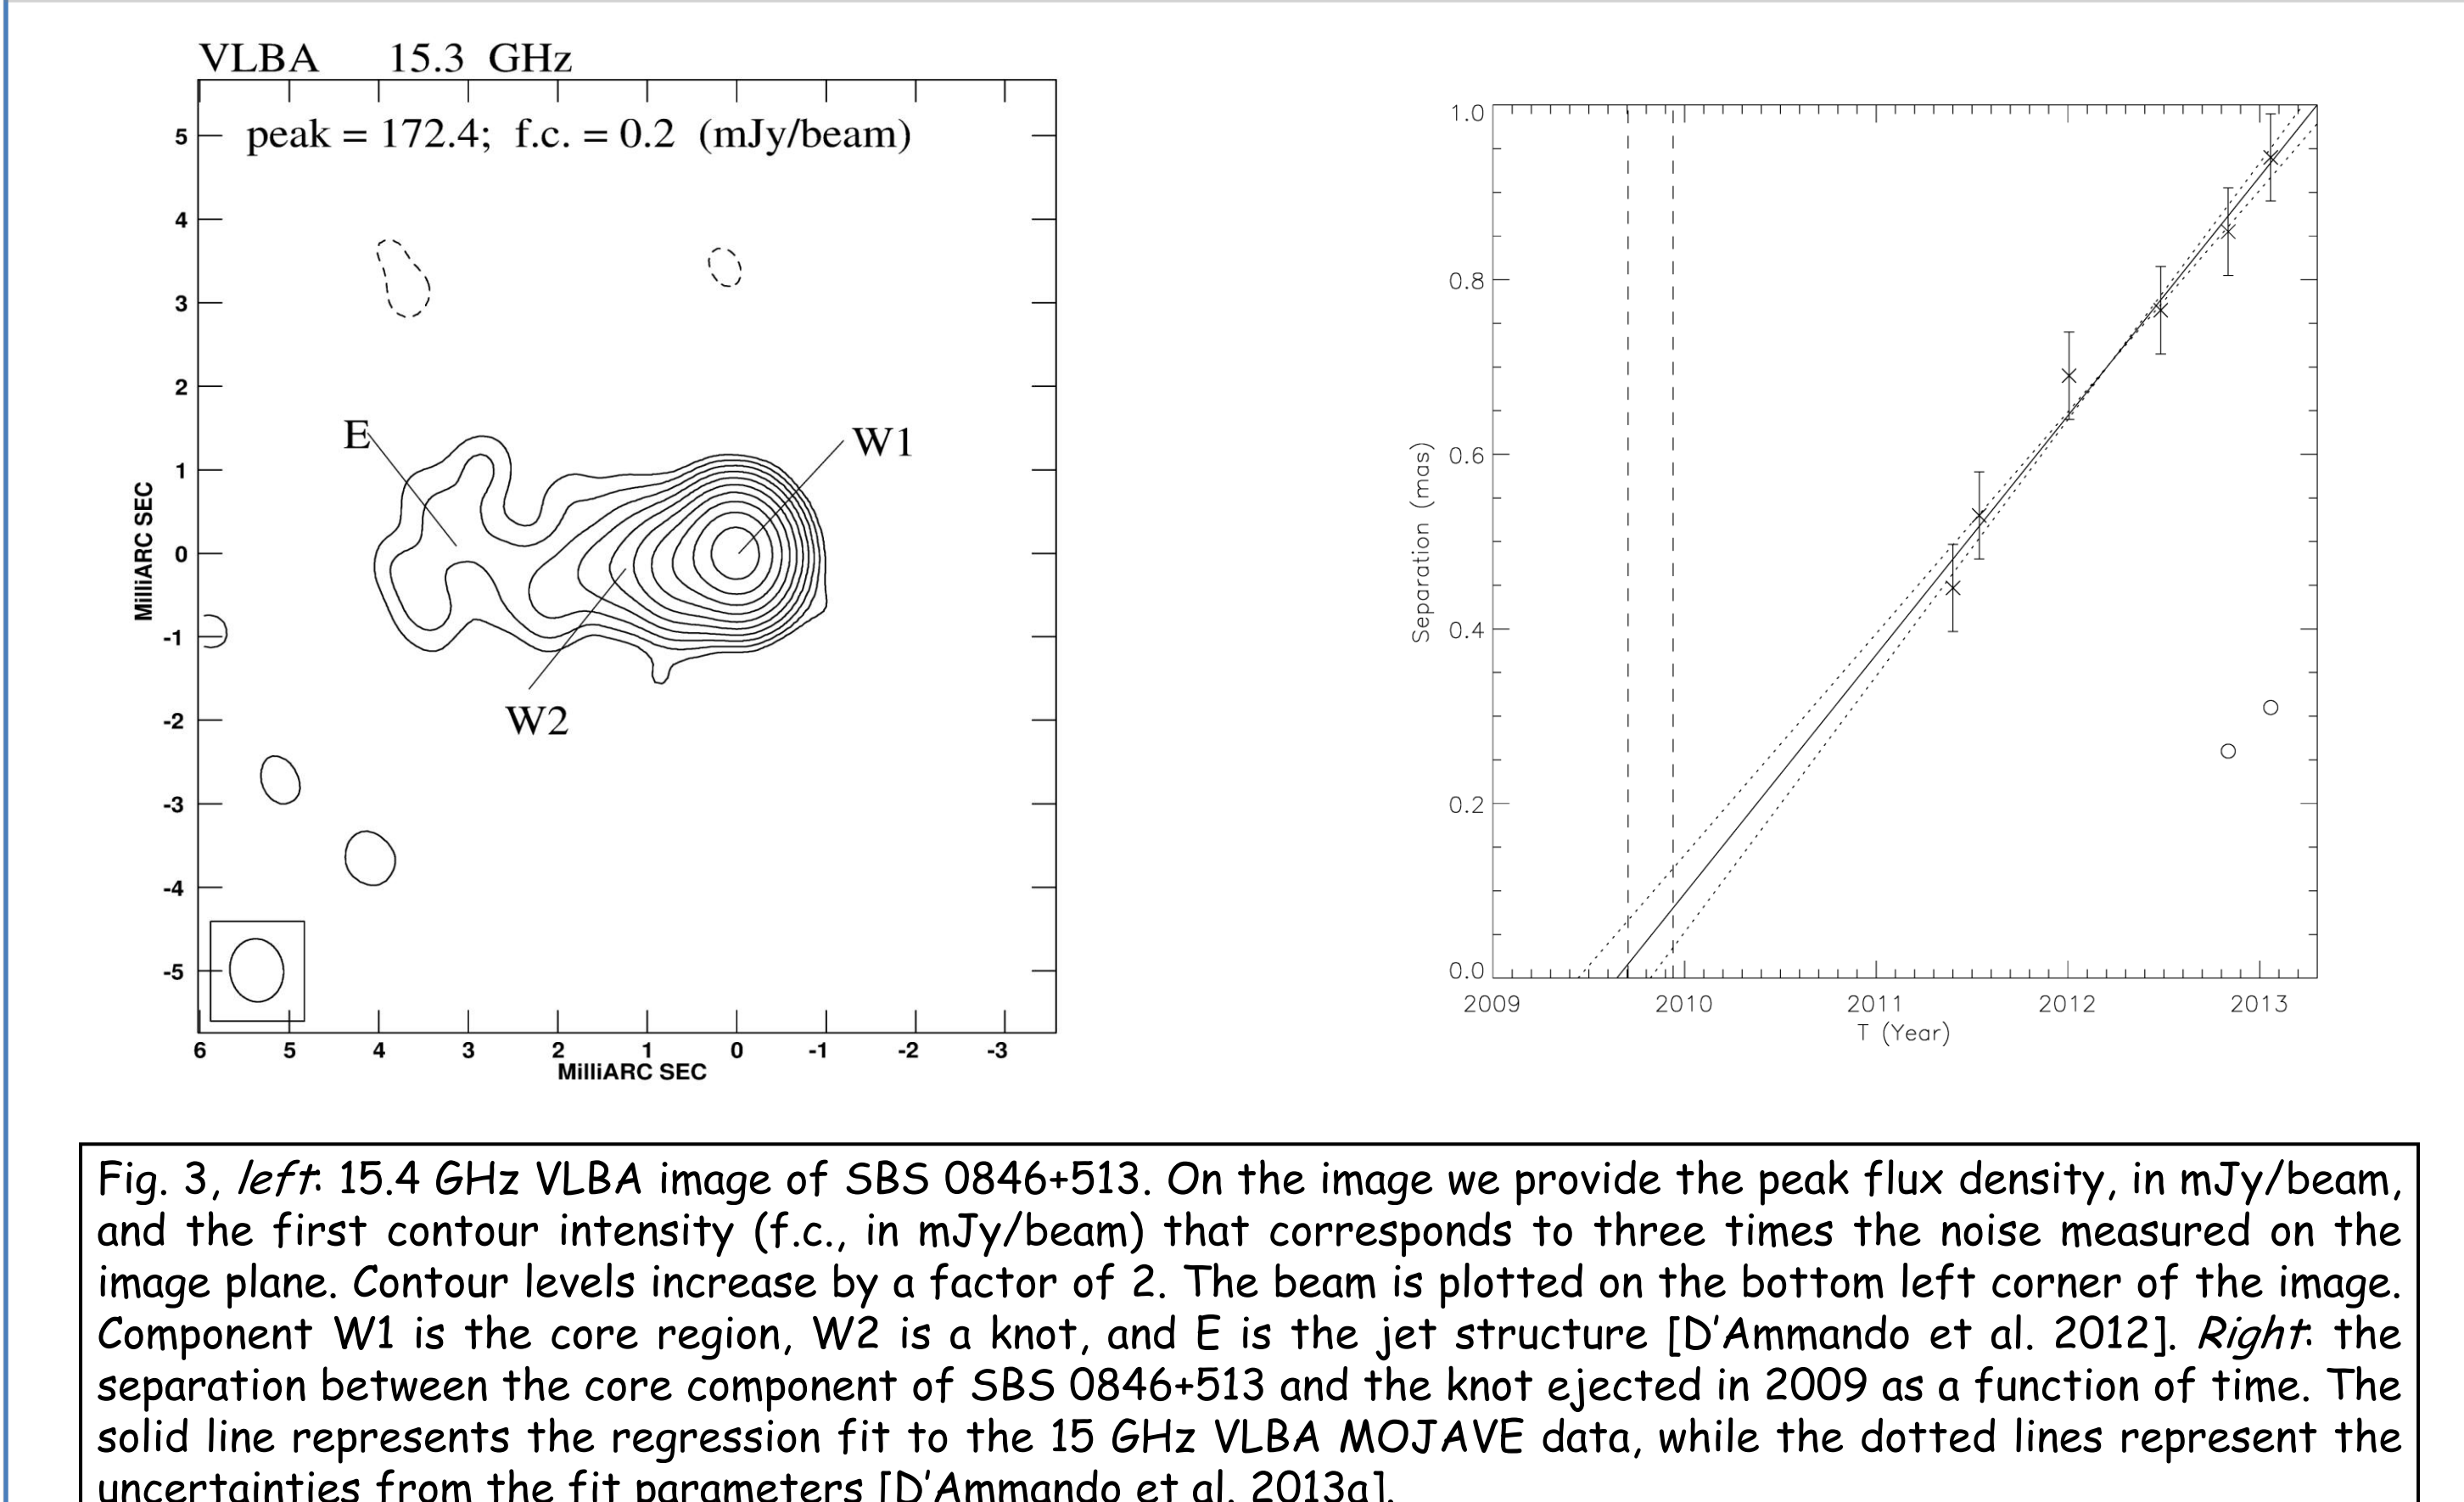 VLBA 15.3 GHz
peak = 172.4; f.c. = 0.2 (mJy/beam)
5
4
3
2
1
0
-1
-2
-3
-4
-5
MilliARC SEC
E
W1
W2
6 5 4 3 2 1 0 -1 -2 -3
MilliARC SEC
1.0
0.8
0.6
0.4
0.2
0.0
Separation (mas)
2009 2010 2011 2012 2013
T (Year)
Fig. 3, left: 15.4 GHz VLBA image of SBS 0846+513. On the image we provide the peak flux density, in mJy/beam,
and the first contour intensity (f.c., in mJy/beam) that corresponds to three times the noise measured on the
image plane. Contour levels increase by a factor of 2. The beam is plotted on the bottom left corner of the image.
Component W1 is the core region, W2 is a knot, and E is the jet structure [D'Ammando et al. 2012]. Right: the
separation between the core component of SBS 0846+513 and the knot ejected in 2009 as a function of time. The
solid line represents the regression fit to the 15 GHz VLBA MOJAVE data, while the dotted lines represent the
uncertainties from the fit parameters [D'Ammando et al. 2013a].